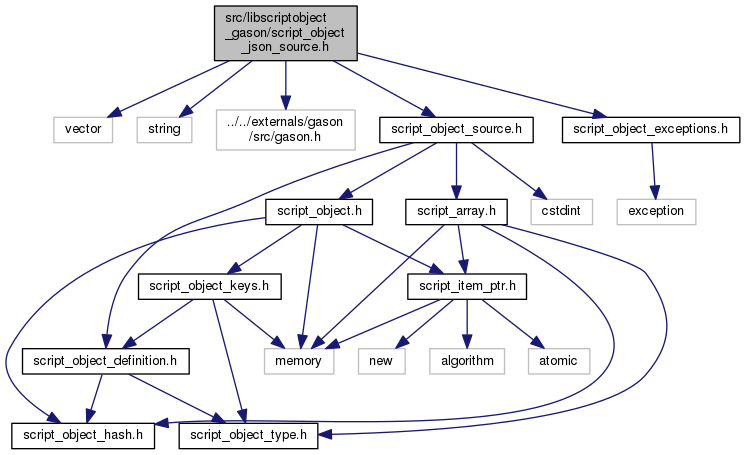 src/libscriptobject
_gason/script_object
_json_source.h
vector
string
../../externals/gason
/src/gason.h
script_object_source.h
script_object_exceptions.h
script_object.h
script_array.h
cstdint
exception
script_object_keys.h
script_item_ptr.h
script_object_definition.h
memory
new
algorithm
atomic
script_object_hash.h
script_object_type.h